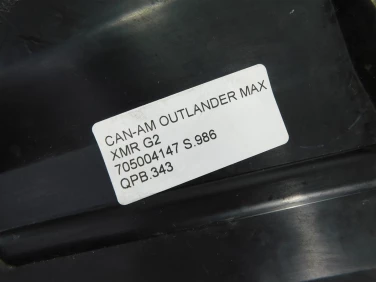 CAN-AM OUTLANDER MAX
XMR G2
705004147 S.986
QPB.343